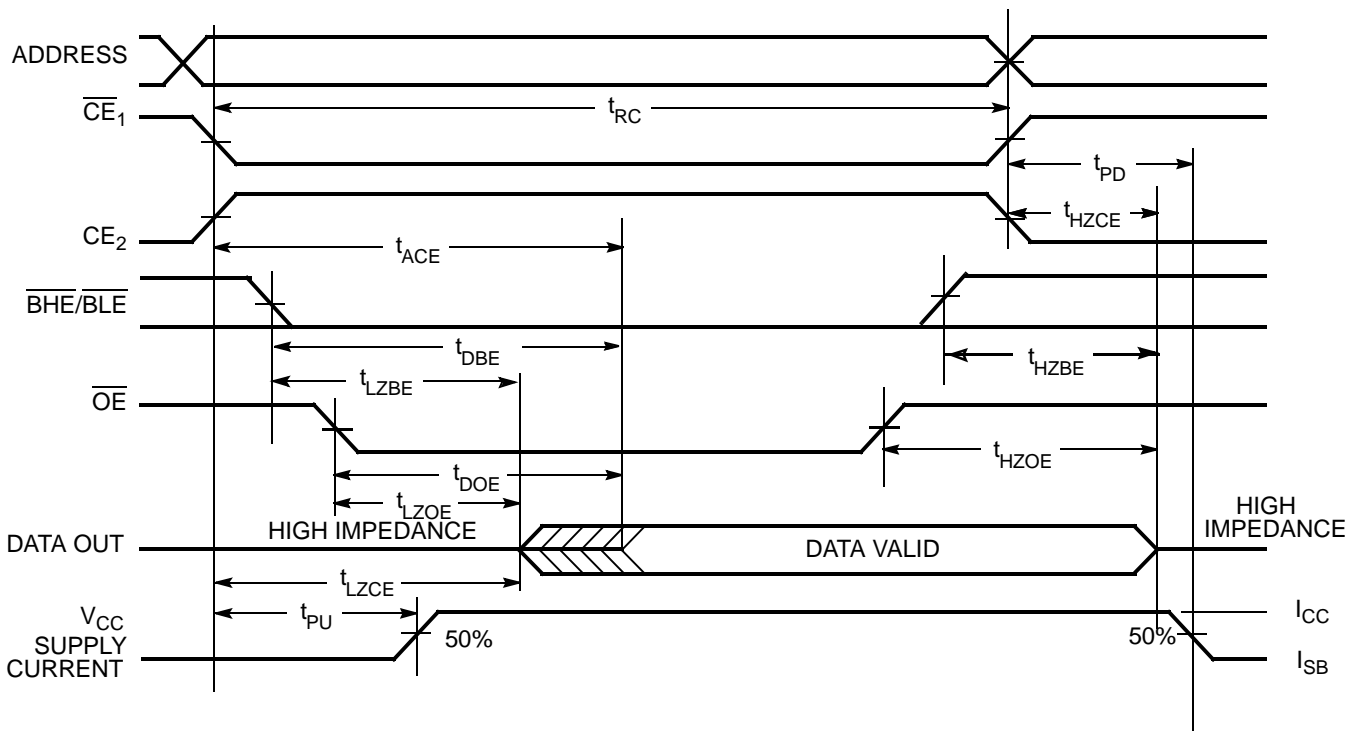 ADDRESS
CE1
tRC
tPD
tHZCE
CE2
tACE
BHE/BLE
tDBE
tHZBE
tLZBE
OE
tHZOE
tDOE
tLZOE
HIGH IMPEDANCE
HIGH
IMPEDANCE
DATA OUT
DATA VALID
tLZCE
VCC
SUPPLY
CURRENT
tPU
50%
50%
ICC
ISB